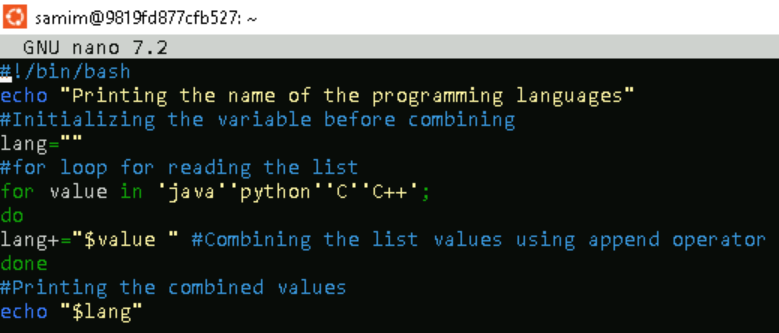 samim@9819fd877cfb527: ~
GNU nano 7.2
#!/bin/bash
echo "Printing the name of the programming languages"
#Initializing the variable before combining
lang=""
#for loop for reading the list
for value in 'java''python''C''C++';
do
lang+="$value " #Combining the list values using append operator
done
#Printing the combined values
echo "$lang"